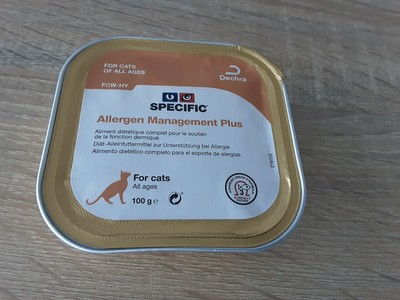 FOR CATS
OF ALL AGES
Dechra
FOW-HY
SPECIFIC
Allergen Management Plus
Aliment diététique complet pour le soutien
de la fonction dermique
Diät-Alleinfuttermittel zur Unterstützung bei Allergie
Alimento dietético completo para el soporte de alergias
For cats
All ages
100 g
3